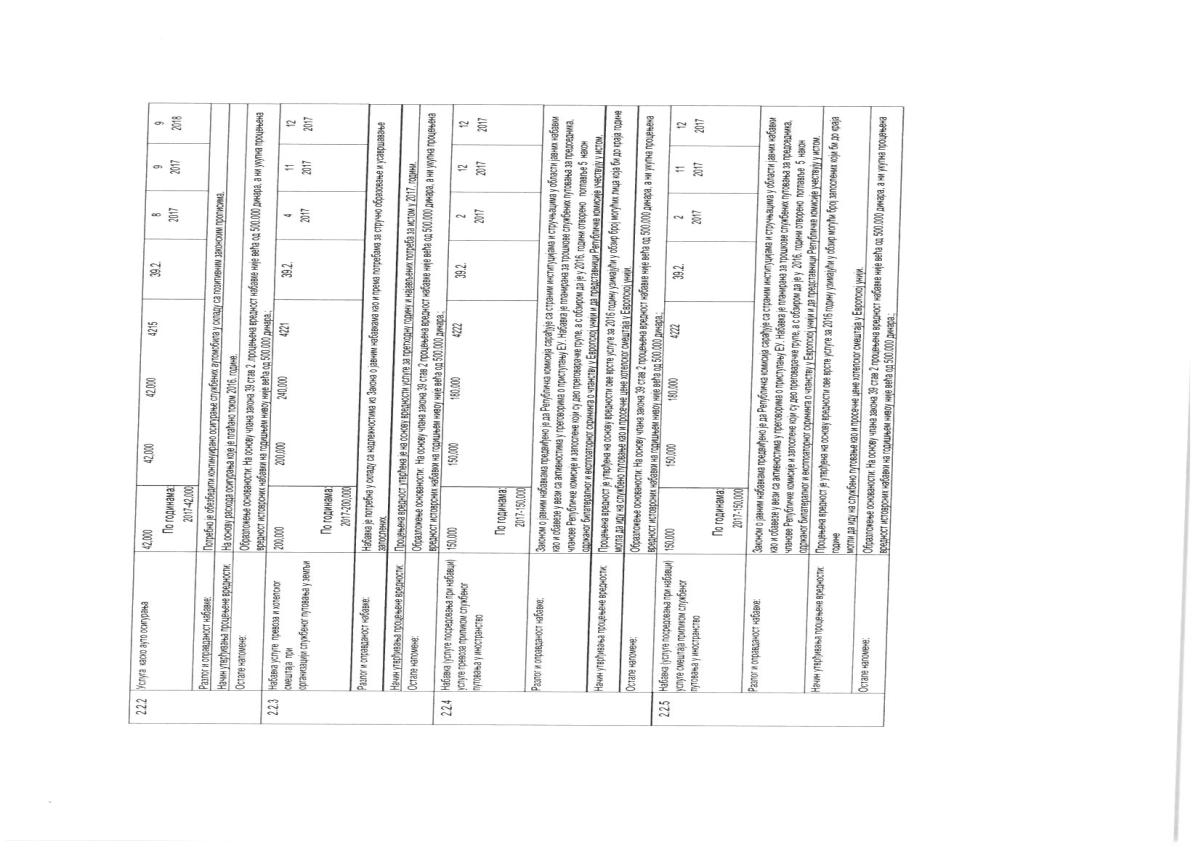 2.2.2
Услуга каско ауто осигурања
42.000
42.000
42.000
4215
39.2.
8
2017
9
2017
9
2018
По годинама:
2017-42,000
Разлог и оправданост набавке:
Потребно је обезбедити континуирано осигурање службених аутомобила у складу са позитивним законским прописима.
Начин утврђивања процењене вредности:
На основу расхода осигурања које је плаћано током 2016. године.
Остале напомене:
Образложење основаности: На основу члана закона 39 став 2 .процењена вредност набавке није већа од 500.000 динара, а ни укупна процењена
вредност истоврсних набавки на годишњем нивоу није већа од 500.000 динара.;
2.2.3
Набавка услуге превоза и хотелског
смештаја при
организацији службеног путовања у земљи
200,000
200,000
240,000
4221
39.2.
4
2017
11
2017
12
2017
По годинама:
2017-200,000
Разлог и оправданост набавке:
Набавка је потребна у складу са надлежностима из Закона о јавним набавкама као и према потребама за стручно образовање и усавршавање
запослених.
Начин утврђивања процењене вредности:
Процењена вредност утврђена је на основу вредности услуге за претходну годину и најављених потреба за истом у 2017. години.
Остале напомене:
Образложење основаности: На основу члана закона 39 став 2 процењена вредност набавке није већа од 500.000 динара, а ни укупна процењена
вредност истоврсних набавки на годишњем нивоу није већа од 500.000 динара.;
2.2.4
Набавка (услуге посредовања при набавци)
услуге превоза приликом службеног
путовања у иностранство
150,000
150,000
180,000
4222
39.2.
2
2017
12
2017
12
2017
По годинама:
2017-150,000
Разлог и оправданост набавке:
Законом о јавним набавкама предвиђено је да Републичка комисија сарађује са страним институцијама и стручњацима у области јавних набавки
као и обавезе у вези са активностима у преговорима о приступању ЕУ. Набавка је планирана за трошкове службених путовања за председника,
чланове Републичке комисије и запослене који су део преговарачке групе, а с обзиром да је у 2016. години отворено поглавље 5 након
одржаног билатералног и експлоаторног скрининга о чланству у Европској унији и да представници Републичке комисије учествују у истом.
Начин утврђивања процењене вредности:
Процењена вредност је утврђена на основу вредности ове врсте услуге за 2016 годину узимајући у обзир број могућих лица која би до краја године
могла да иду на службено путовање као и просечне цене хотелског смештаја у Европској унији.
Остале напомене:
Образложење основаности: На основу члана закона 39 став 2 процењена вредност набавке није већа од 500.000 динара, а ни укупна процењена
вредност истоврсних набавки на годишњем нивоу није већа од 500.000 динара.;
2.2.5
Набавка (услуге посредовања при набавци)
услуге смештаја приликом службеног
путовања у иностранство
150,000
150,000
180,000
4222
39.2.
2
2017
11
2017
12
2017
По годинама:
2017-150,000
Разлог и оправданост набавке:
Законом о јавним набавкама предвиђено је да Републичка комисија сарађује са страним институцијама и стручњацима у области јавних набавки
као и обавезе у вези са активностима у преговорима о приступању ЕУ. Набавка је планирана за трошкове службених путовања за председника,
чланове Републичке комисије и запослене који су део преговарачке групе, а с обзиром да је у 2016. години отворено поглавље 5 након
одржаног билатералног и експлоаторног скрининга о чланству у Европској унији и да представници Републичке комисије учествују у истом.
Начин утврђивања процењене вредности:
Процењена вредност је утврђена на основу вредности ове врсте услуге за 2016 годину узимајући у обзир могући број запослених који би до краја
године
могли да иду на службено путовање као и просечне цене хотелског смештаја у Европској унији.
Остале напомене:
Образложење основаности: На основу члана закона 39 став 2 процењена вредност набавке није већа од 500.000 динара, а ни укупна процењена
вредност истоврсних набавки на годишњем нивоу није већа од 500.000 динара.;